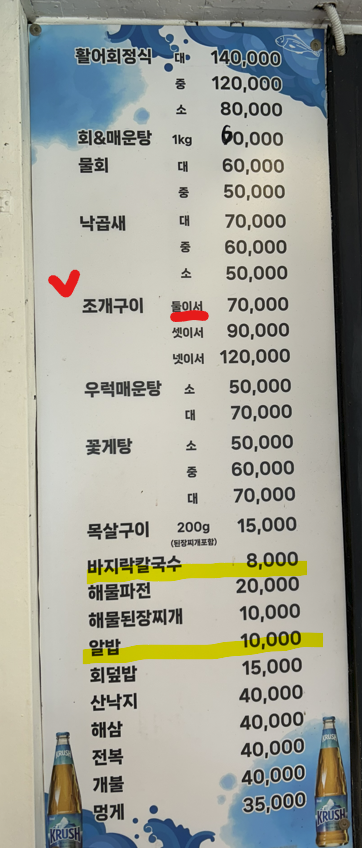 활어회정식 대 140,000
중 120,000
소 80,000
회&매운탕 1kg 60,000
물회 대 60,000
중 50,000
낙곱새 대 70,000
중 60,000
소 50,000
조개구이 둘이서 70,000
셋이서 90,000
넷이서 120,000
우럭매운탕 소 50,000
대 70,000
꽃게탕 소 50,000
중 60,000
대 70,000
목살구이 200g 15,000
(된장찌개포함)
바지락칼국수 8,000
해물파전 20,000
해물된장찌개 10,000
알밥 10,000
회덮밥 15,000
산낙지 40,000
해삼 40,000
전복 40,000
개불 40,000
멍게 35,000
KRUSH
KRUSH